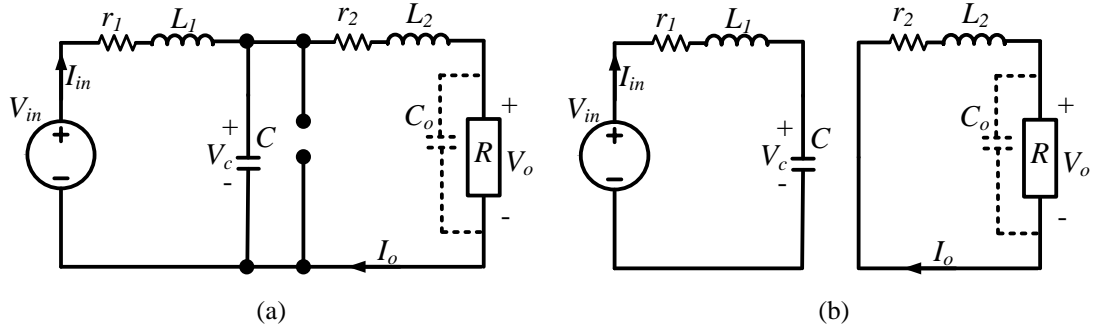 r1 L1 r2 L2
Iin
Vin
+
−
+
Vc
-
C
Co
+
R
Vo
-
Io
(a)
r1 L1 r2 L2
Iin
Vin
+
−
+
Vc
-
C
Co
+
R
Vo
-
Io
(b)